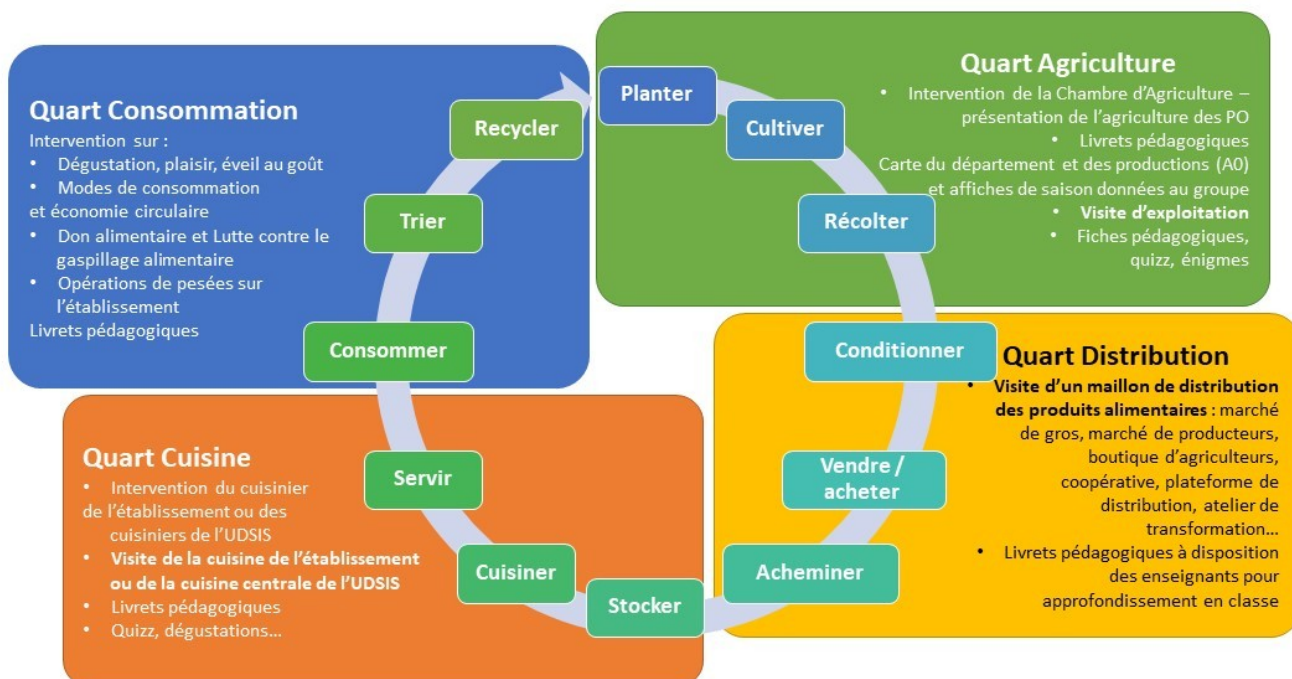 Quart Consommation
Intervention sur :
• Dégustation, plaisir, éveil au goût
• Modes de consommation
et économie circulaire
• Don alimentaire et Lutte contre le
gaspillage alimentaire
• Opérations de pesées sur
l'établissement
Livrets pédagogiques
Quart Agriculture
• Intervention de la Chambre d'Agriculture –
présentation de l'agriculture des PO
• Livrets pédagogiques
Carte du département et des productions (A0)
et affiches de saison données au groupe
• Visite d'exploitation
• Fiches pédagogiques,
quizz, énigmes
Quart Distribution
• Visite d'un maillon de distribution
des produits alimentaires : marché
de gros, marché de producteurs,
boutique d'agriculteurs,
coopérative, plateforme de
distribution, atelier de
transformation…
• Livrets pédagogiques à disposition
des enseignants pour
approfondissement en classe
Quart Cuisine
• Intervention du cuisinier
de l'établissement ou des
cuisiniers de l'UDSIS
• Visite de la cuisine de l'établissement
ou de la cuisine centrale de l'UDSIS
• Livrets pédagogiques
• Quizz, dégustations…
Planter
Cultiver
Récolter
Conditionner
Vendre /
acheter
Acheminer
Stocker
Cuisiner
Servir
Consommer
Trier
Recycler